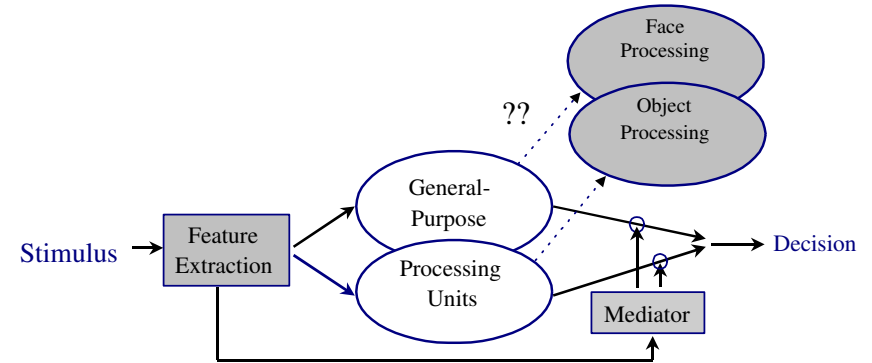 Face
Processing
Object
Processing
??
General-
Purpose
Processing
Units
Stimulus
Feature
Extraction
Decision
Mediator